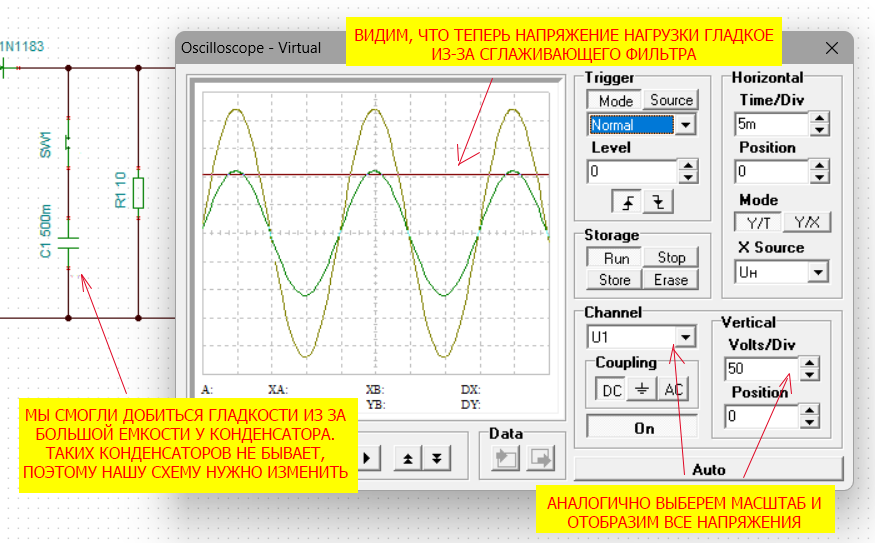 1N1183
SW1
C1 500m
R1 10
Oscilloscope - Virtual
ВИДИМ, ЧТО ТЕПЕРЬ НАПРЯЖЕНИЕ НАГРУЗКИ ГЛАДКОЕ
ИЗ-ЗА СГЛАЖИВАЮЩЕГО ФИЛЬТРА
Trigger
Mode Source
Normal
Level
0
Horizontal
Time/Div
5m
Position
0
Mode
Y/T Y/X
X Source
Uн
Storage
Run Stop
Store Erase
Channel
U1
Coupling
DC AC
On
Vertical
Volts/Div
50
Position
0
A: XA: XB: DX:
YB: DY:
Data
Auto
МЫ СМОГЛИ ДОБИТЬСЯ ГЛАДКОСТИ ИЗ ЗА
БОЛЬШОЙ ЕМКОСТИ У КОНДЕНСАТОРА.
ТАКИХ КОНДЕНСАТОРОВ НЕ БЫВАЕТ,
ПОЭТОМУ НАШУ СХЕМУ НУЖНО ИЗМЕНИТЬ
АНАЛОГИЧНО ВЫБЕРЕМ МАСШТАБ И
ОТОБРАЗИМ ВСЕ НАПРЯЖЕНИЯ